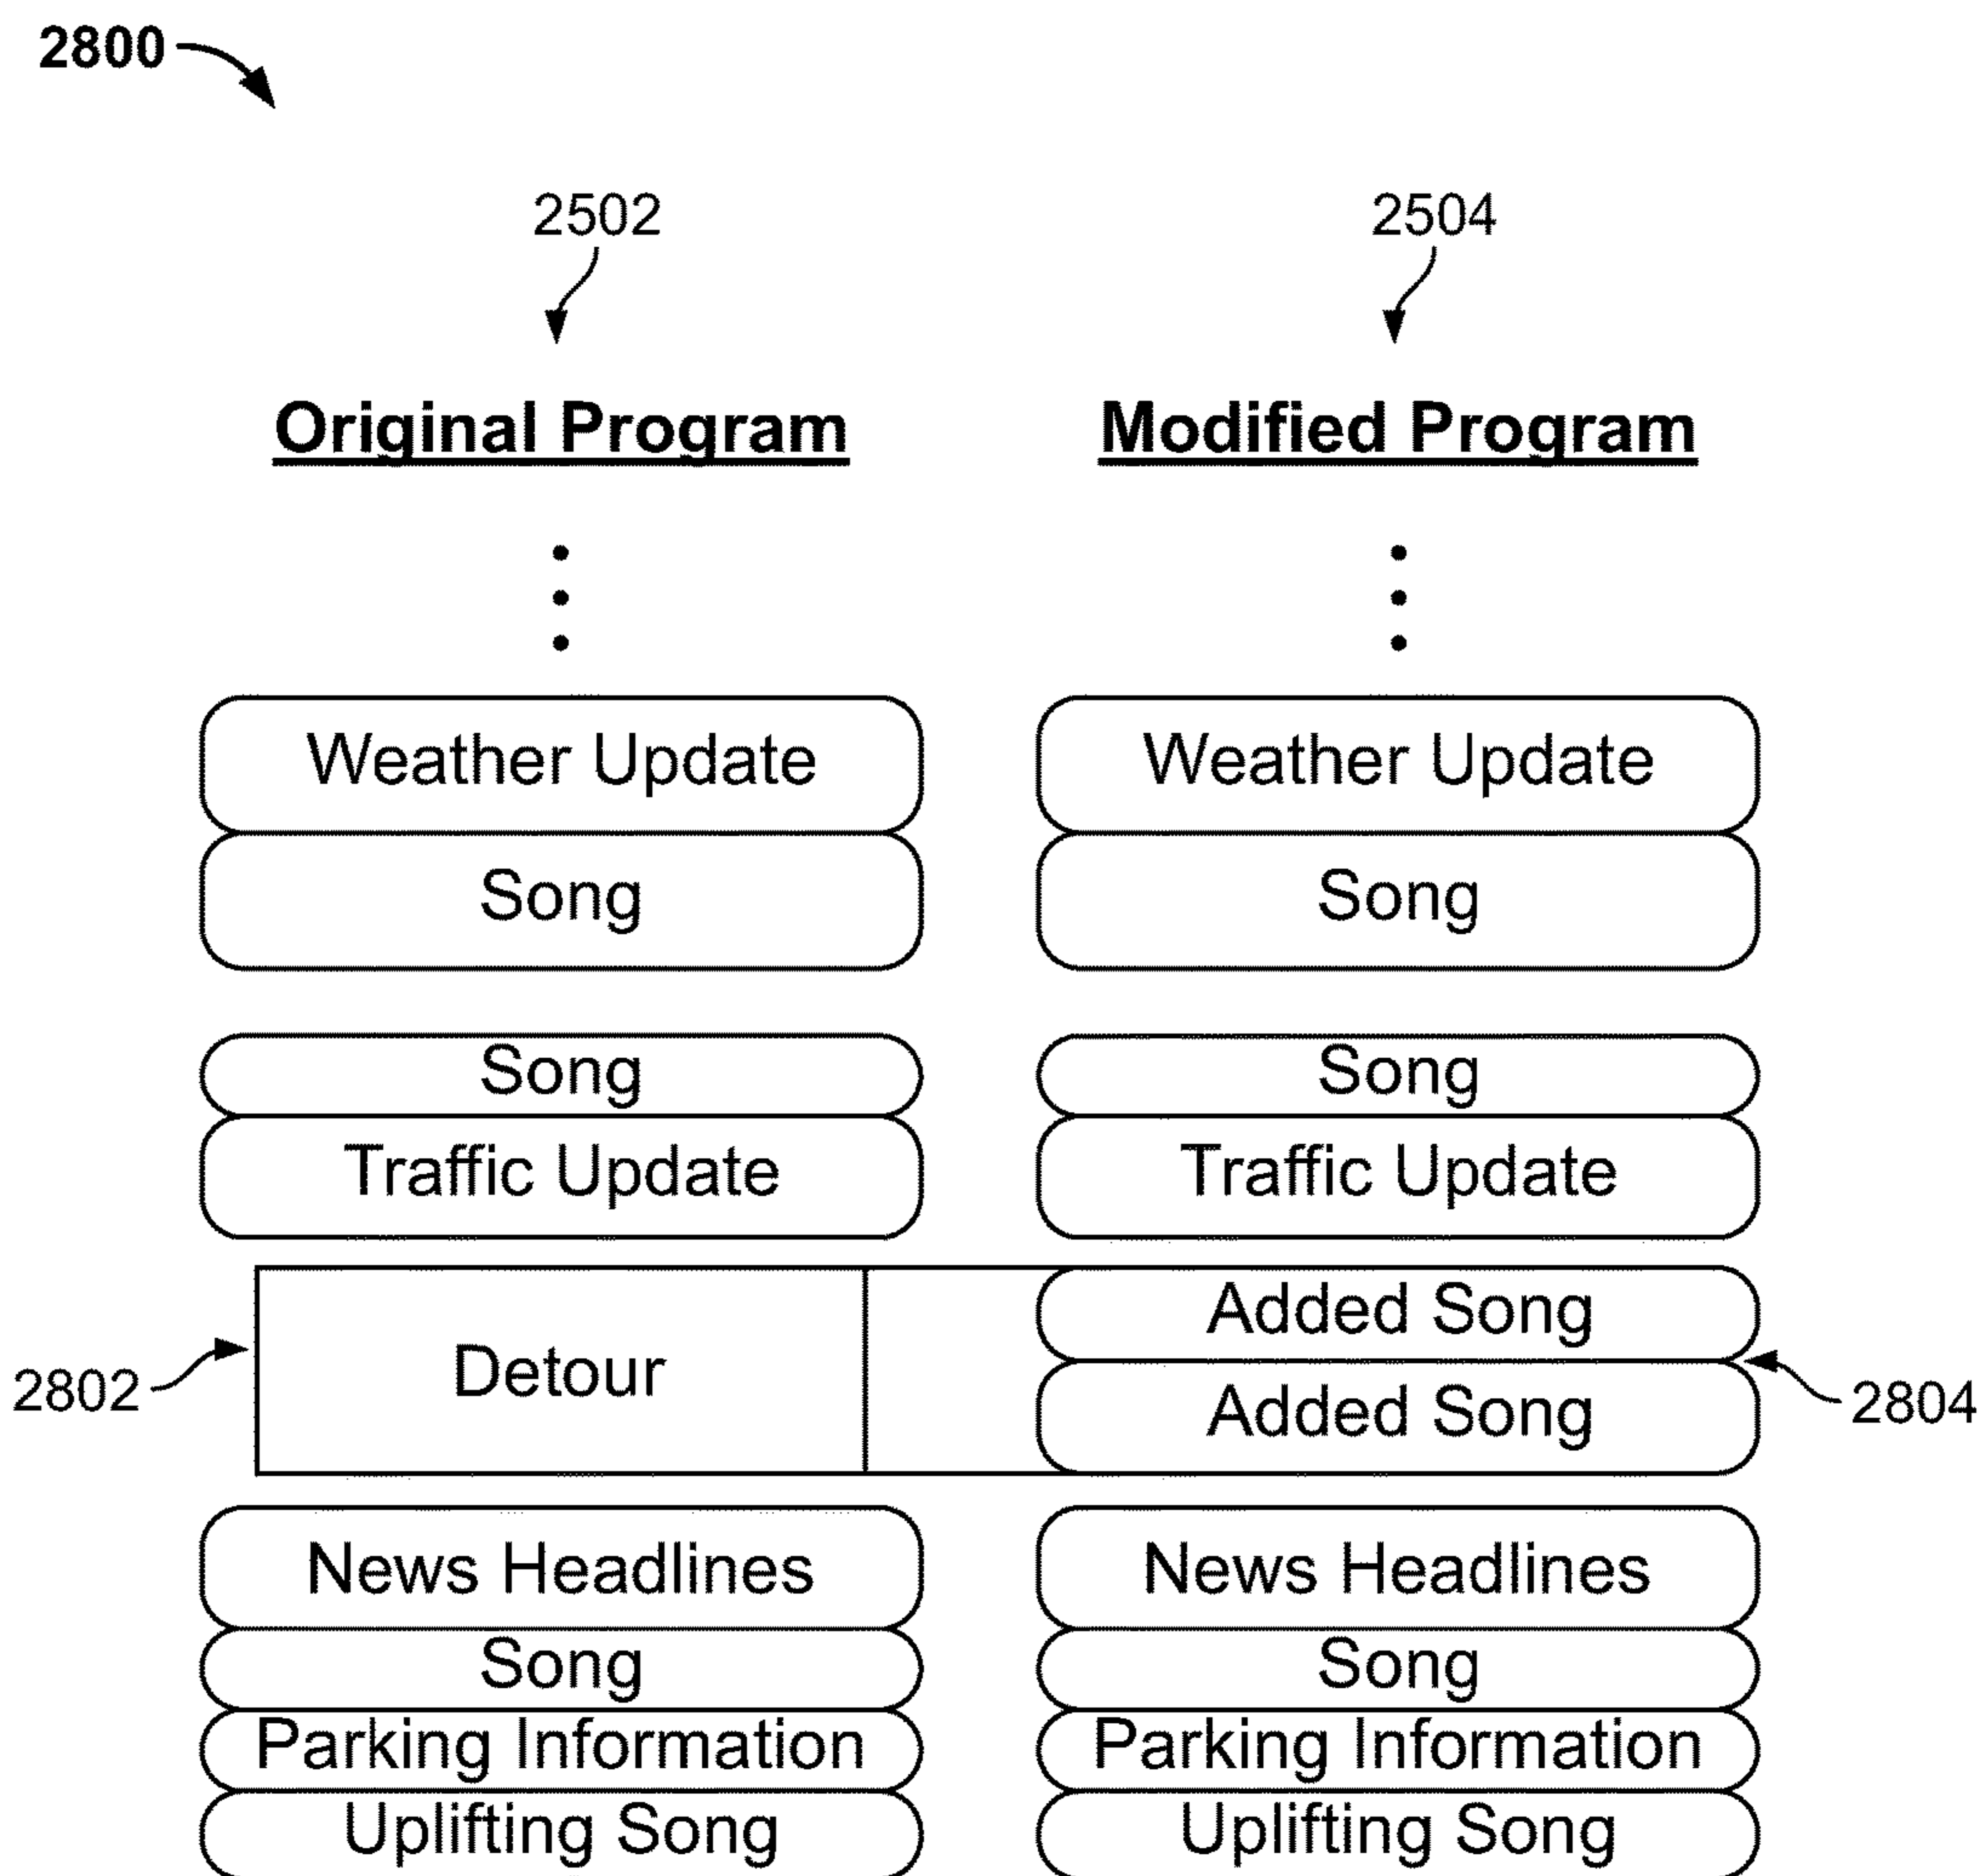 2800
2502 2504
Original Program Modified Program
Weather Update Weather Update
Song Song
Song Song
Traffic Update Traffic Update
Added Song
2802 Detour 2804
Added Song
News Headlines News Headlines
Song Song
Parking Information Parking Information
Uplifting Song Uplifting Song